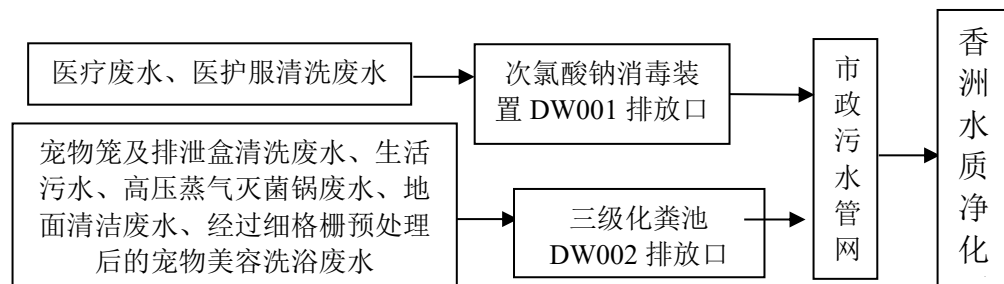 医疗废水、医护服清洗废水
次氯酸钠消毒装
置 DW001 排放口
宠物笼及排泄盒清洗废水、生活
污水、高压蒸气灭菌锅废水、地
面清洁废水、经过细格栅预处理
后的宠物美容洗浴废水
三级化粪池
DW002 排放口
市
政
污
水
管
网
香
洲
水
质
净
化